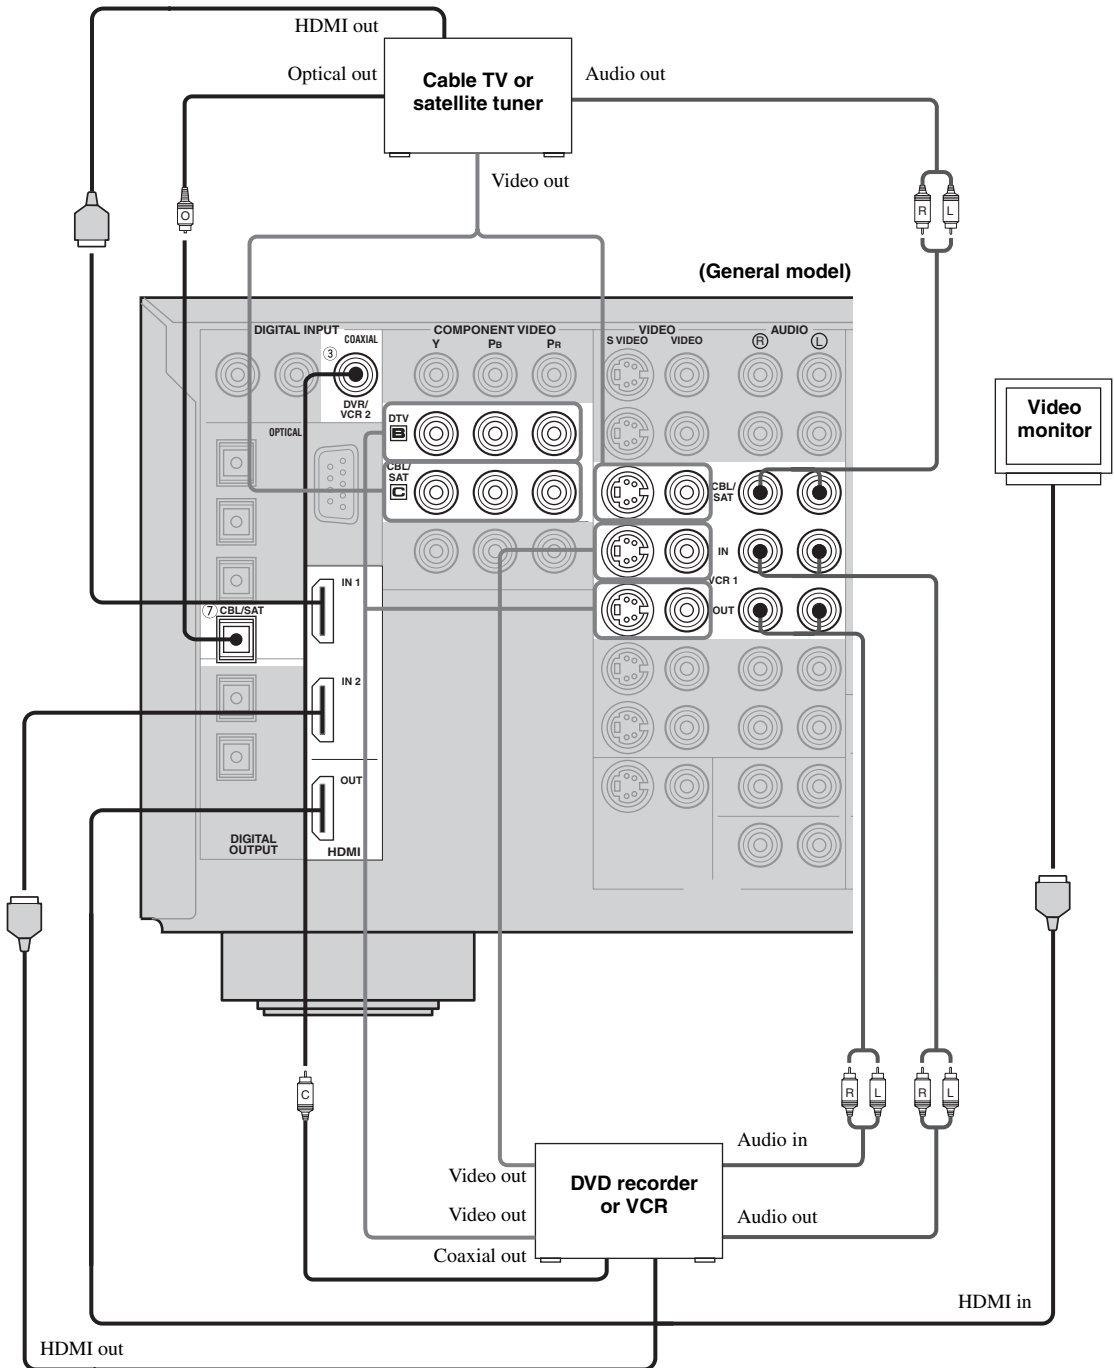 HDMI out
Optical out
Cable TV or
satellite tuner
Audio out
Video out
O
R L
(General model)
DIGITAL INPUT
COMPONENT VIDEO
VIDEO
AUDIO
③
COAXIAL
Y PB PR
S VIDEO VIDEO
R L
DVR/
VCR 2
OPTICAL
DTV
B
CBL/
SAT
C
CBL/
SAT
IN
VCR 1
OUT
Video
monitor
IN 1
⑦ CBL/SAT
IN 2
OUT
DIGITAL
OUTPUT
HDMI
C
R L R L
Audio in
Video out
DVD recorder
or VCR
Video out
Audio out
Coaxial out
HDMI in
HDMI out